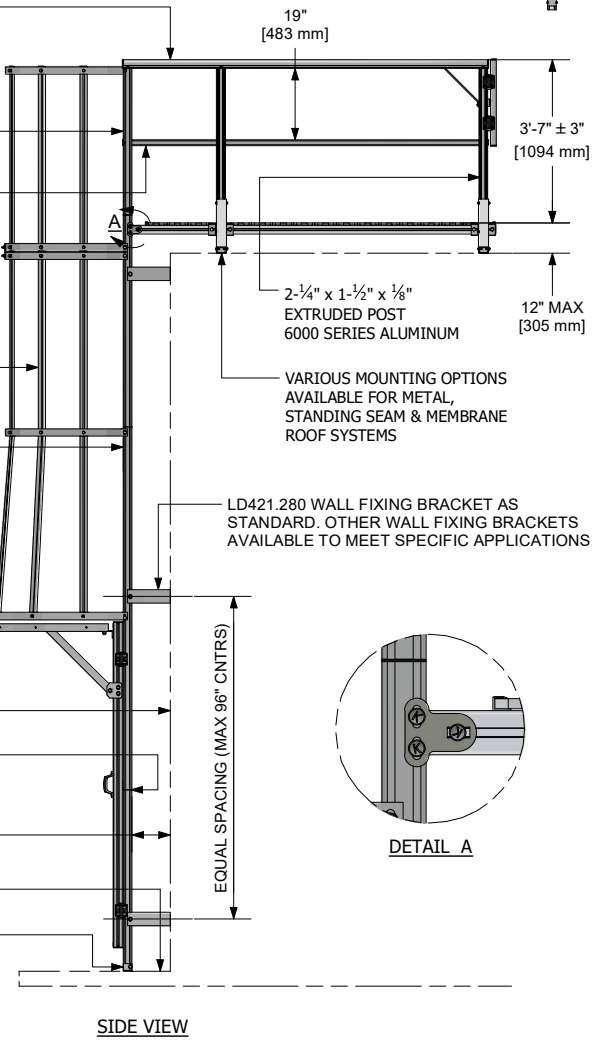 19"
[483 mm]
3'-7" ± 3"
[1094 mm]
A
2-¼" x 1-½" x ⅛"
EXTRUDED POST
6000 SERIES ALUMINUM
12" MAX
[305 mm]
VARIOUS MOUNTING OPTIONS
AVAILABLE FOR METAL,
STANDING SEAM & MEMBRANE
ROOF SYSTEMS
LD421.280 WALL FIXING BRACKET AS
STANDARD. OTHER WALL FIXING BRACKETS
AVAILABLE TO MEET SPECIFIC APPLICATIONS
EQUAL SPACING (MAX 96" CNTRS)
K
K
K
DETAIL A
SIDE VIEW